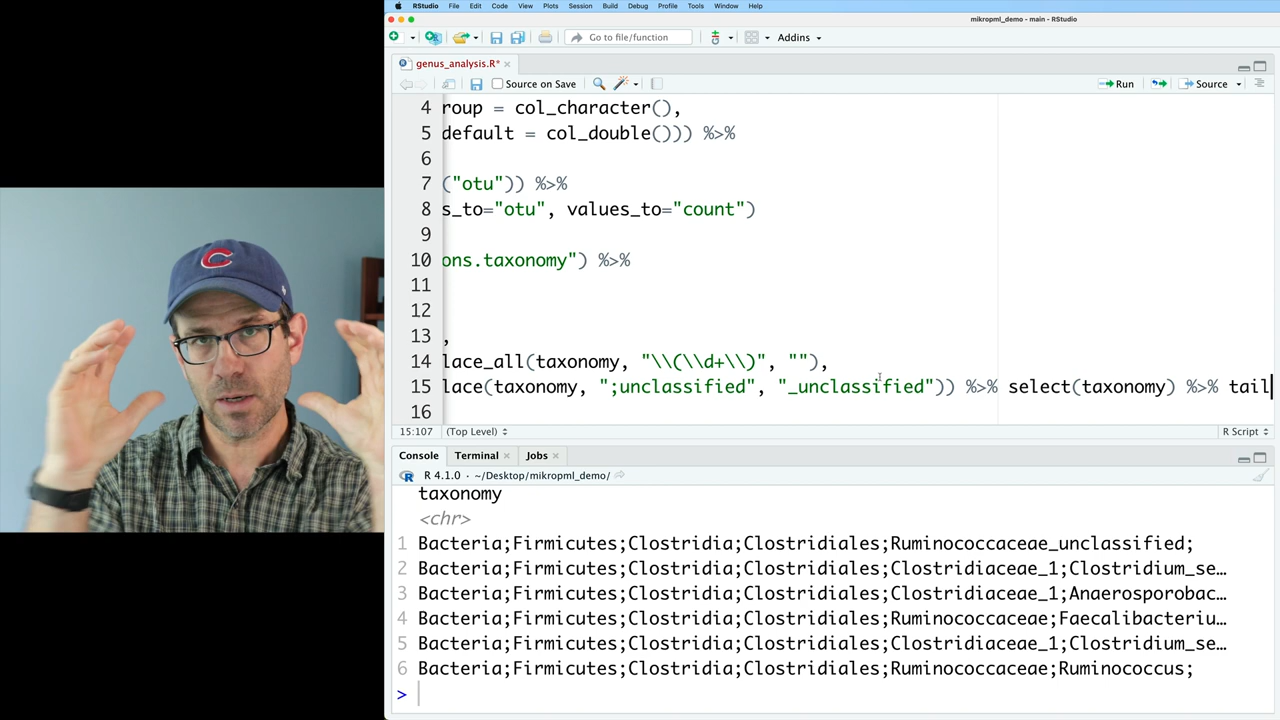 RStudio File Edit Code View Plots Session Build Debug Profile Tools Window Help
mikropml_demo - main - RStudio
Go to file/function Addins
genus_analysis.R*
Source on Save Run Source
4 roup = col_character(),
5 default = col_double())) %>%
6
7 ("otu")) %>%
8 s_to="otu", values_to="count")
9
10 ons.taxonomy") %>%
11
12
13 ,
14 lace_all(taxonomy, "\\(\\d+\\)", ""),
15 lace(taxonomy, ";unclassified", "_unclassified")) %>% select(taxonomy) %>% tail
16
15:107 (Top Level) R Script
Console Terminal Jobs
R 4.1.0 · ~/Desktop/mikropml_demo/
taxonomy
<chr>
1 Bacteria;Firmicutes;Clostridia;Clostridiales;Ruminococcaceae_unclassified;
2 Bacteria;Firmicutes;Clostridia;Clostridiales;Clostridiaceae_1;Clostridium_se…
3 Bacteria;Firmicutes;Clostridia;Clostridiales;Clostridiaceae_1;Anaerosporobac…
4 Bacteria;Firmicutes;Clostridia;Clostridiales;Ruminococcaceae;Faecalibacteriu…
5 Bacteria;Firmicutes;Clostridia;Clostridiales;Clostridiaceae_1;Clostridium_se…
6 Bacteria;Firmicutes;Clostridia;Clostridiales;Ruminococcaceae;Ruminococcus;
>
C